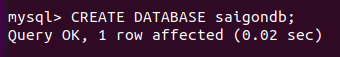 mysql> CREATE DATABASE saigondb;
Query OK, 1 row affected (0.02 sec)